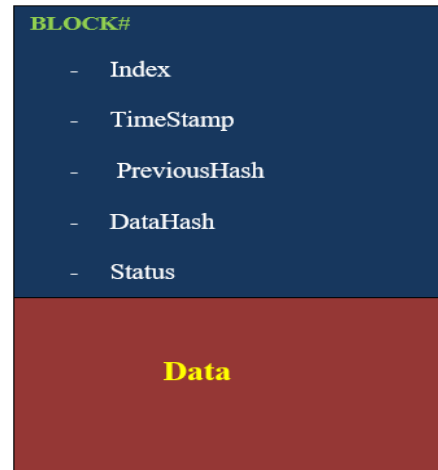 BLOCK#
- Index
- TimeStamp
- PreviousHash
- DataHash
- Status
Data